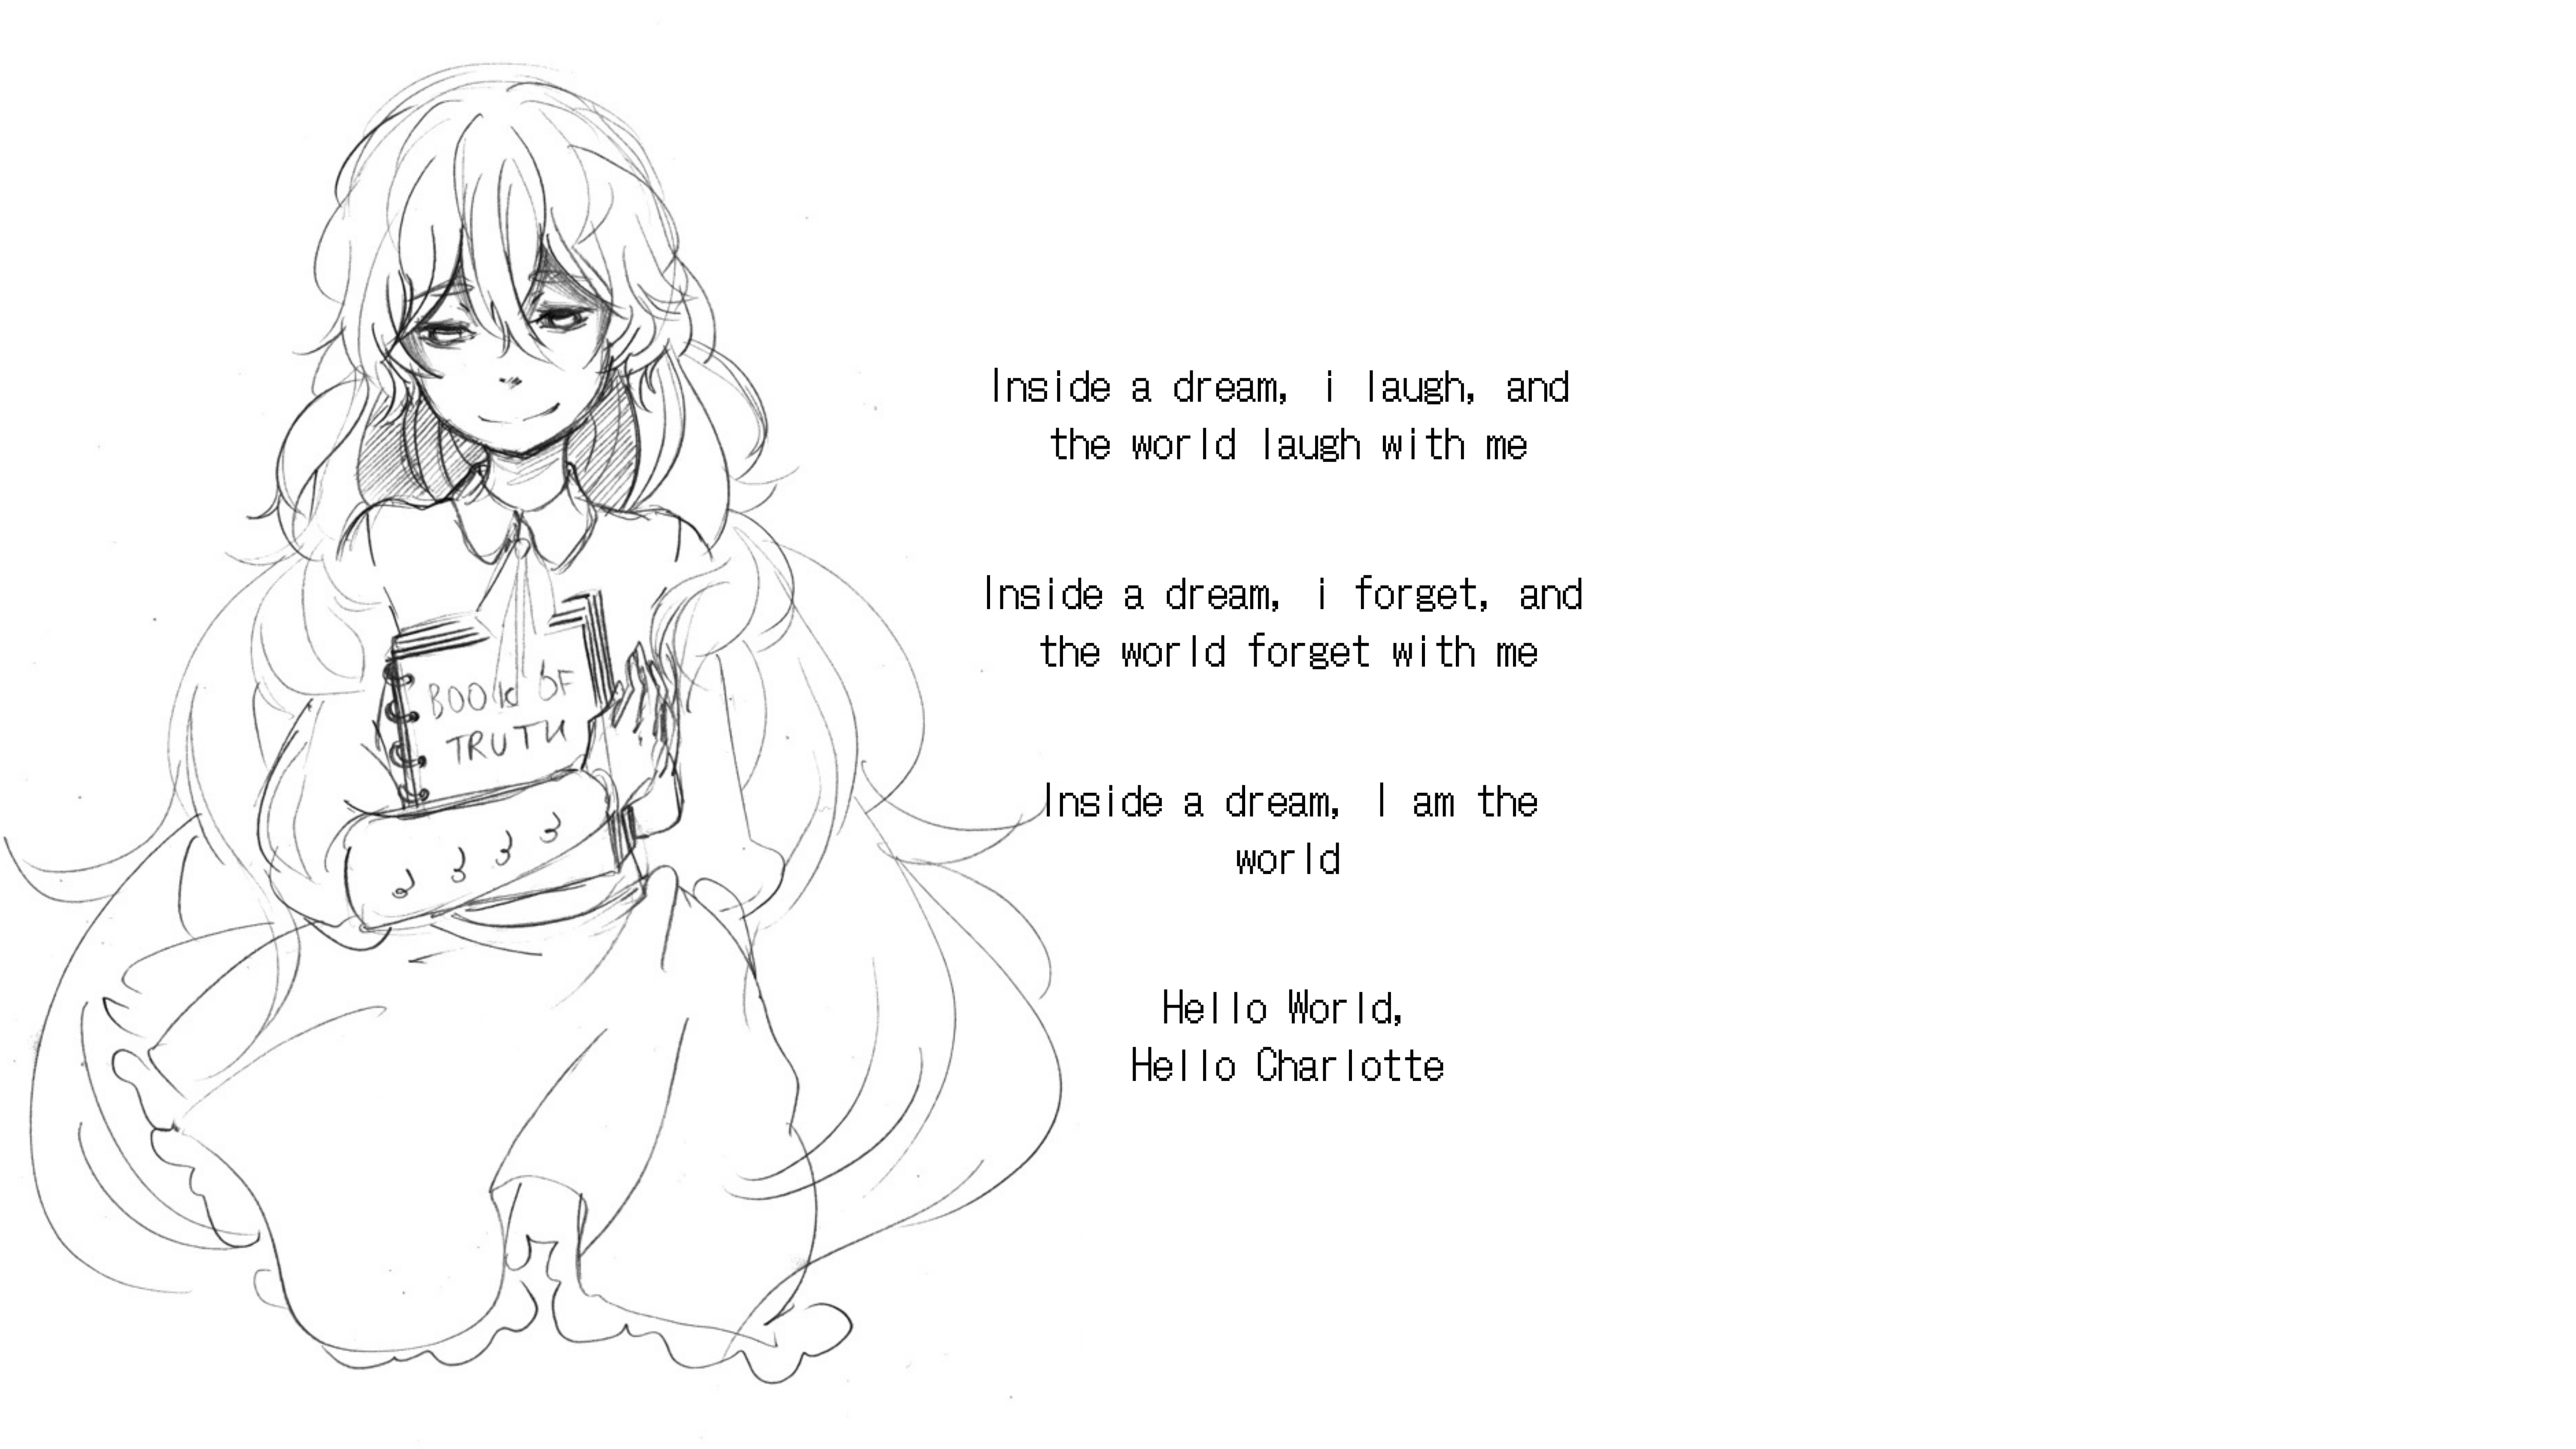 BOOK OF
TRUTH
Inside a dream, i laugh, and
the world laugh with me
Inside a dream, i forget, and
the world forget with me
Inside a dream, I am the
world
Hello World,
Hello Charlotte